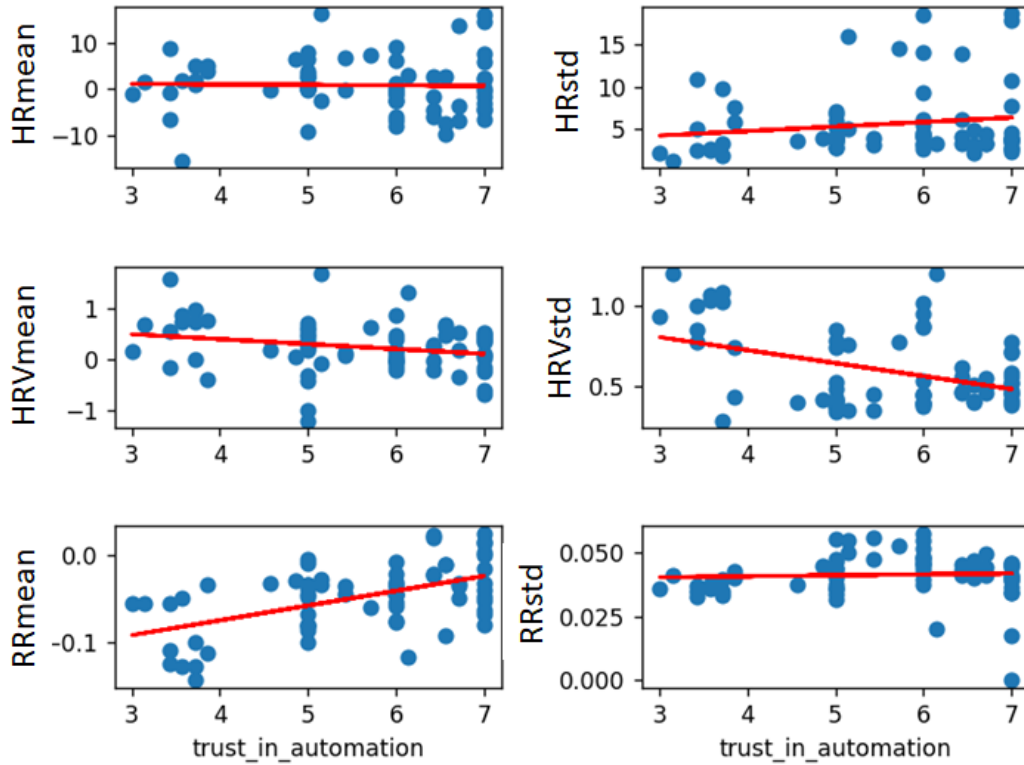 HRmean
10
0
−10
3 4 5 6 7
HRstd
15
10
5
3 4 5 6 7
HRVmean
1
0
−1
3 4 5 6 7
HRVstd
1.0
0.5
3 4 5 6 7
RRmean
0.0
-0.1
3 4 5 6 7
trust_in_automation
RRstd
0.050
0.025
0.000
3 4 5 6 7
trust_in_automation